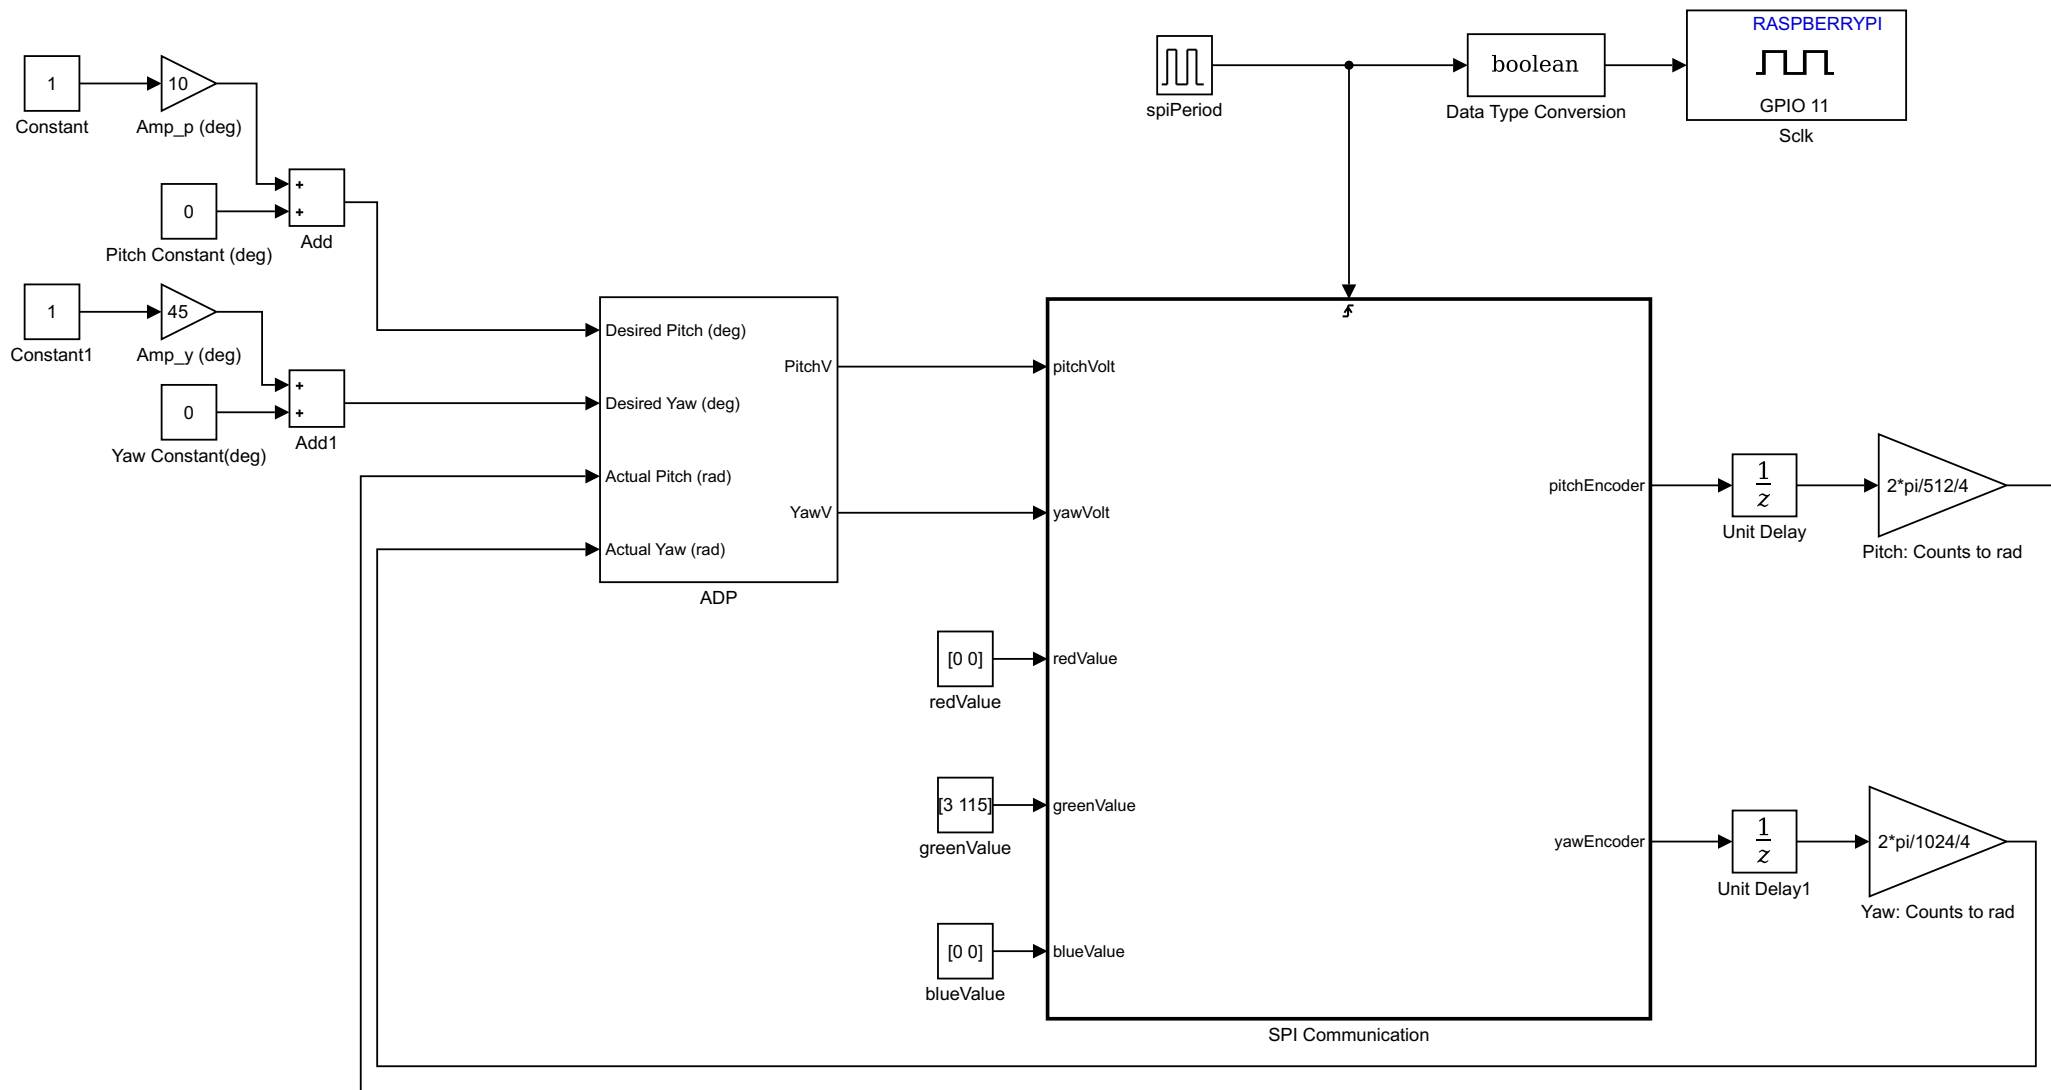 RASPBERRYPI
GPIO 11
Sclk
boolean
Data Type Conversion
spiPeriod
1
Constant
10
Amp_p (deg)
+
+
Add
0
Pitch Constant (deg)
1
Constant1
45
Amp_y (deg)
+
+
Add1
0
Yaw Constant(deg)
Desired Pitch (deg)
Desired Yaw (deg)
Actual Pitch (rad)
Actual Yaw (rad)
PitchV
YawV
ADP
pitchVolt
yawVolt
redValue
greenValue
blueValue
pitchEncoder
yawEncoder
SPI Communication
[0 0]
redValue
[3 115]
greenValue
[0 0]
blueValue
1
z
Unit Delay
2*pi/512/4
Pitch: Counts to rad
1
z
Unit Delay1
2*pi/1024/4
Yaw: Counts to rad